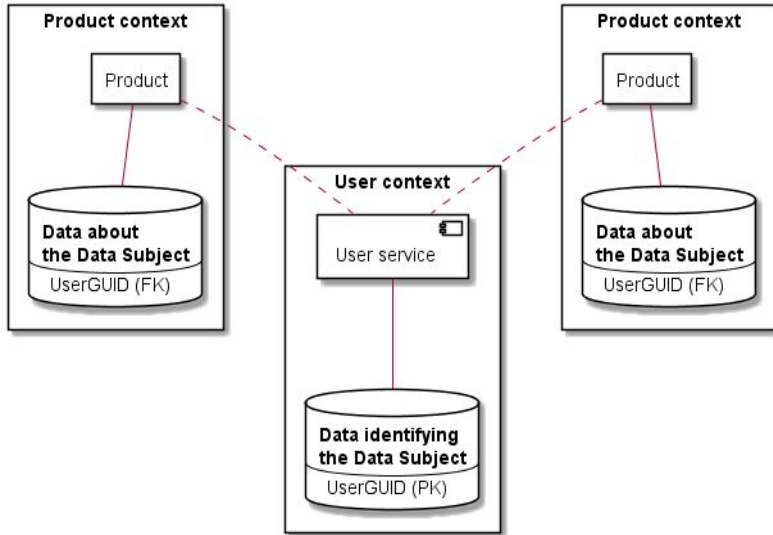 Product context
Product
Data about
the Data Subject
UserGUID (FK)
User context
User service
Data identifying
the Data Subject
UserGUID (PK)
Product context
Product
Data about
the Data Subject
UserGUID (FK)